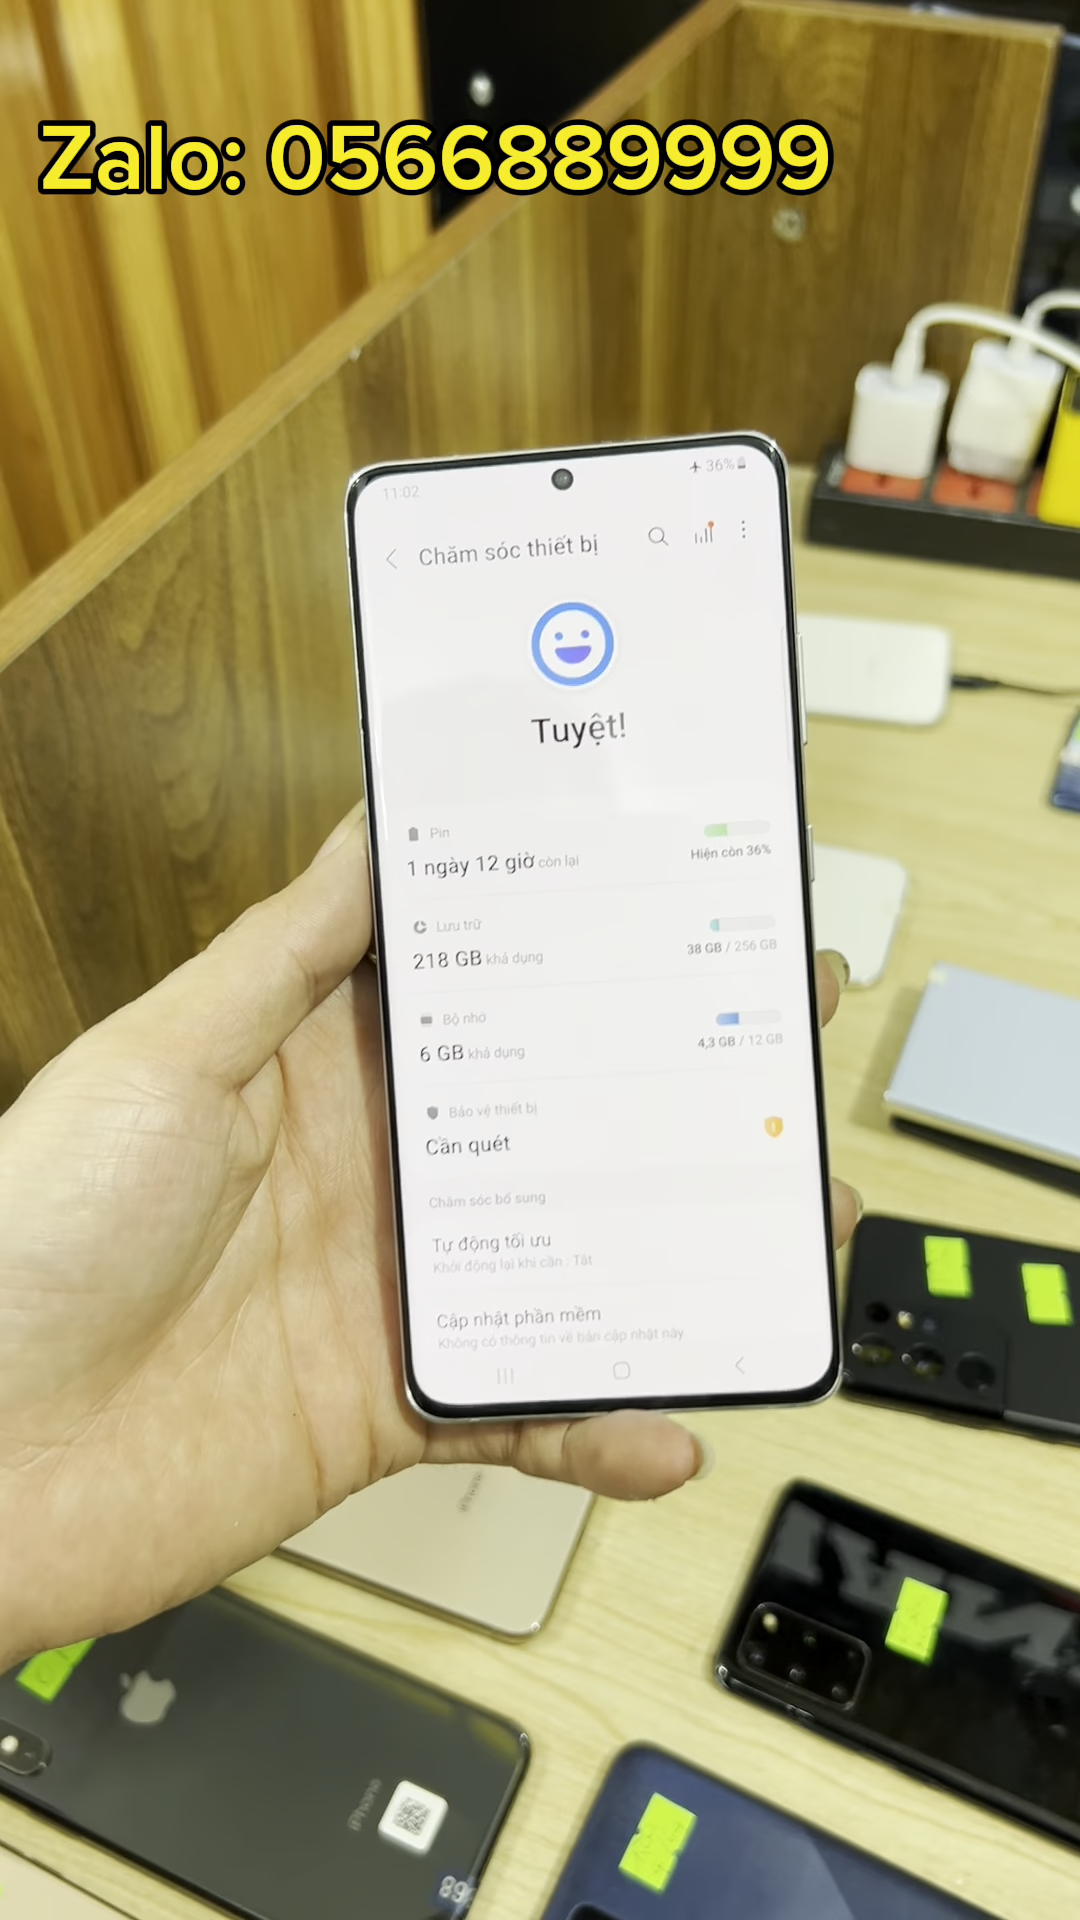 Zalo: 0566889999
11:02
36%
Chăm sóc thiết bị
Tuyệt!
Pin
1 ngày 12 giờ còn lại
Hiện còn 36%
Lưu trữ
218 GB khả dụng
38 GB / 256 GB
Bộ nhớ
6 GB khả dụng
4,3 GB / 12 GB
Bảo vệ thiết bị
Cần quét
Chăm sóc bổ sung
Tự động tối ưu
Khởi động lại khi cần : Tắt
Cập nhật phần mềm
Không có thông tin về bản cập nhật này
iPhone